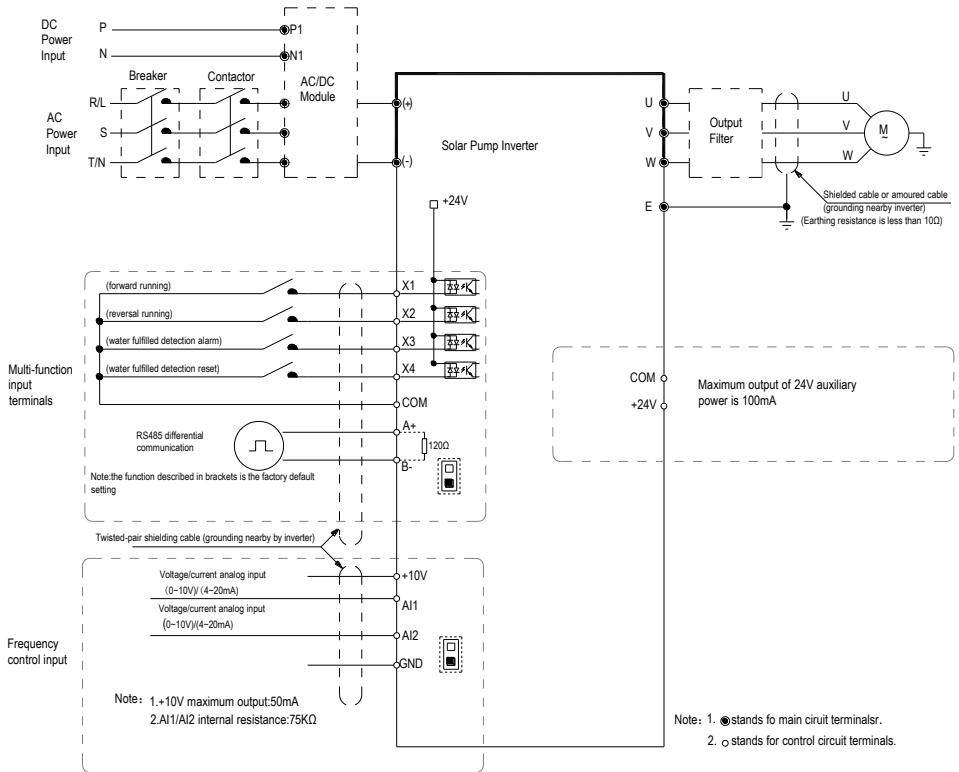 DC
Power
Input
P
N
P1
N1
Breaker
Contactor
AC/DC
Module
AC
Power
Input
R/L
S
T/N
(+)
(-)
Solar Pump Inverter
U
V
W
E
Output
Filter
U
V
W
M
~
Shielded cable or amoured cable
(grounding nearby inverter)
(Earthing resistance is less than 10Ω)
+24V
Multi-function
input
terminals
(forward running)
X1
(reversal running)
X2
(water fulfilled detection alarm)
X3
(water fulfilled detection reset)
X4
COM
RS485 differential
communication
A+
120Ω
B-
Note:the function described in brackets is the factory default
setting
COM
+24V
Maximum output of 24V auxiliary
power is 100mA
Twisted-pair shielding cable (grounding nearby by inverter)
Frequency
control input
Voltage/current analog input
(0~10V)/ (4~20mA)
Voltage/current analog input
(0~10V)/(4~20mA)
+10V
AI1
AI2
GND
Note: 1.+10V maximum output:50mA
2.AI1/AI2 internal resistance:75KΩ
Note: 1. stands fo main ciruit terminalsr.
2. stands for control circuit terminals.